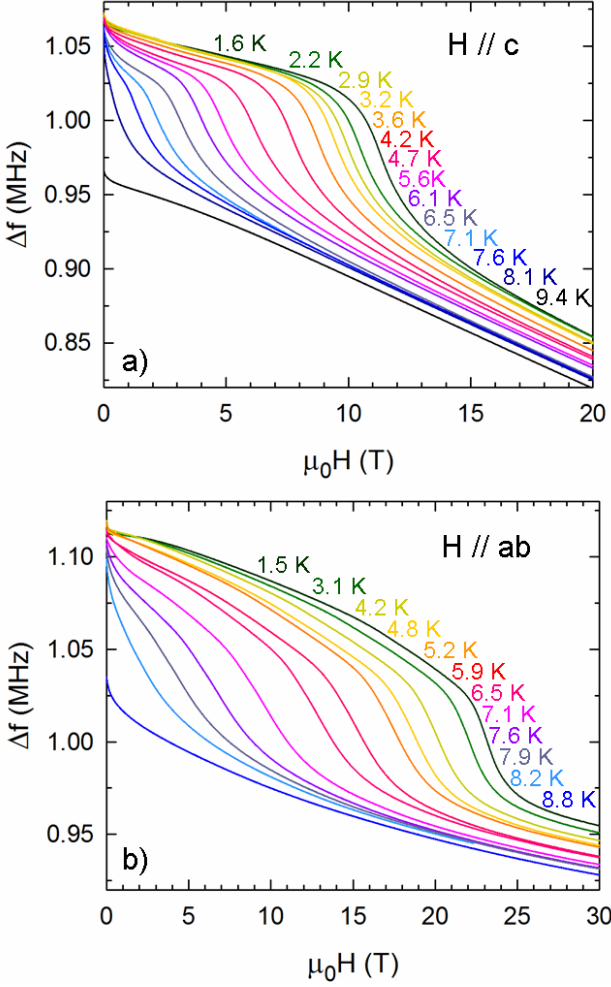 H // c
1.6 K
2.2 K
2.9 K
3.2 K
3.6 K
4.2 K
4.7 K
5.6K
6.1 K
6.5 K
7.1 K
7.6 K
8.1 K
9.4 K
1.05
1.00
0.95
0.90
0.85
Δf (MHz)
a)
0 5 10 15 20
μ₀H (T)
H // ab
1.5 K
3.1 K
4.2 K
4.8 K
5.2 K
5.9 K
6.5 K
7.1 K
7.6 K
7.9 K
8.2 K
8.8 K
1.10
1.05
1.00
0.95
Δf (MHz)
b)
0 5 10 15 20 25 30
μ₀H (T)